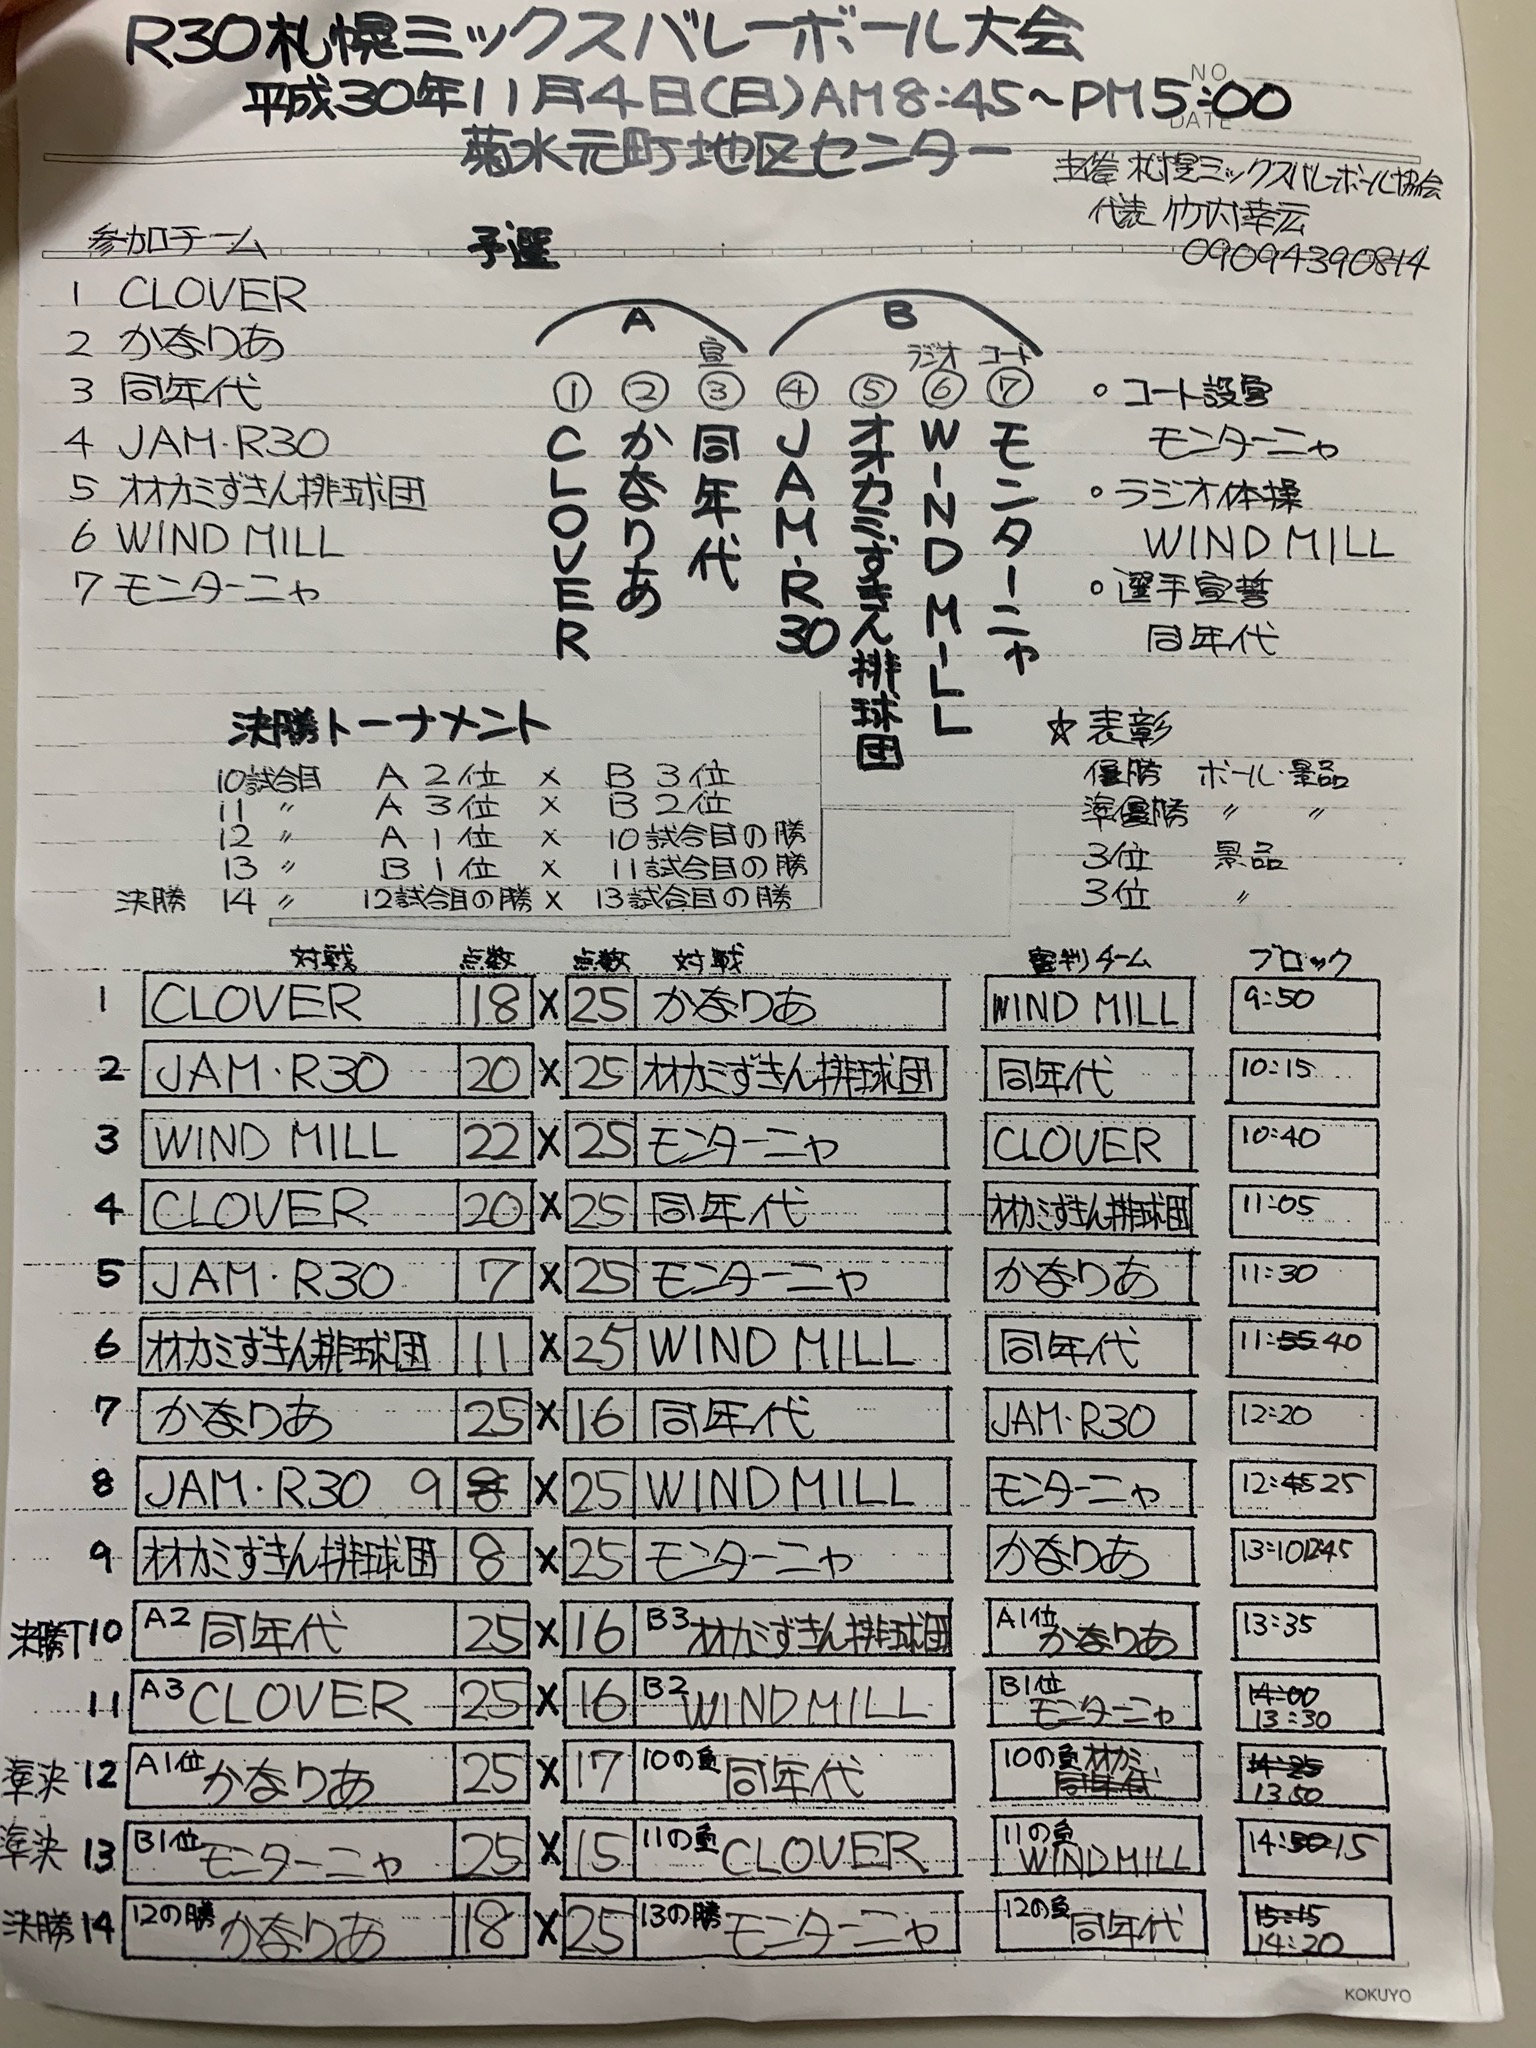 R30札幌ミックスバレーボール大会
NO
平成30年11月4日(日)AM8:45~PM5:00
DATE
菊水元町地区センター
主催 札幌ミックスバレーボール協会
代表 竹内幸広
09094390814
参加チーム
1 CLOVER
2 かなりあ
3 同年代
4 JAM・R30
5 オオカミずきん排球団
6 WIND MILL
7 モンターニャ
予選
A B
宣 ラジオ コート
① ② ③ ④ ⑤ ⑥ ⑦
CLOVER
かなりあ
同年代
JAM・R30
オオカミずきん排球団
WIND MILL
モンターニャ
・コート設営
モンターニャ
・ラジオ体操
WIND MILL
・選手宣誓
同年代
決勝トーナメント
10試合目 A 2位 × B 3位
11 〃 A 3位 × B 2位
12 〃 A 1位 × 10試合目の勝
13 〃 B 1位 × 11試合目の勝
決勝 14 〃 12試合目の勝 × 13試合目の勝
☆表彰
優勝 ボール・景品
準優勝 〃 〃
3位 景品
3位 〃
対戦 点数 点数 対戦 審判チーム ブロック
1 CLOVER 18 × 25 かなりあ WIND MILL 9:50
2 JAM・R30 20 × 25 オオカミずきん排球団 同年代 10:15
3 WIND MILL 22 × 25 モンターニャ CLOVER 10:40
4 CLOVER 20 × 25 同年代 オオカミずきん排球団 11:05
5 JAM・R30 7 × 25 モンターニャ かなりあ 11:30
6 オオカミずきん排球団 11 × 25 WIND MILL 同年代 11:55 40
7 かなりあ 25 × 16 同年代 JAM・R30 12:20
8 JAM・R30 9 8 × 25 WIND MILL モンターニャ 12:45 25
9 オオカミずきん排球団 8 × 25 モンターニャ かなりあ 13:10 12:45
決勝T10 A2 同年代 25 × 16 B3 オオカミずきん排球団 A1位 かなりあ 13:35
11 A3 CLOVER 25 × 16 B2 WIND MILL B1位 モンターニャ 14:00 13:30
準決 12 A1位 かなりあ 25 × 17 10の負 同年代 10の負 オオカミ 同年代 14:25 13 50
準決 13 B1位 モンターニャ 25 × 15 11の負 CLOVER 11の負 WIND MILL 14:50 15
決勝14 12の勝 かなりあ 18 × 25 13の勝 モンターニャ 12の負 同年代 15:15 14:20
KOKUYO